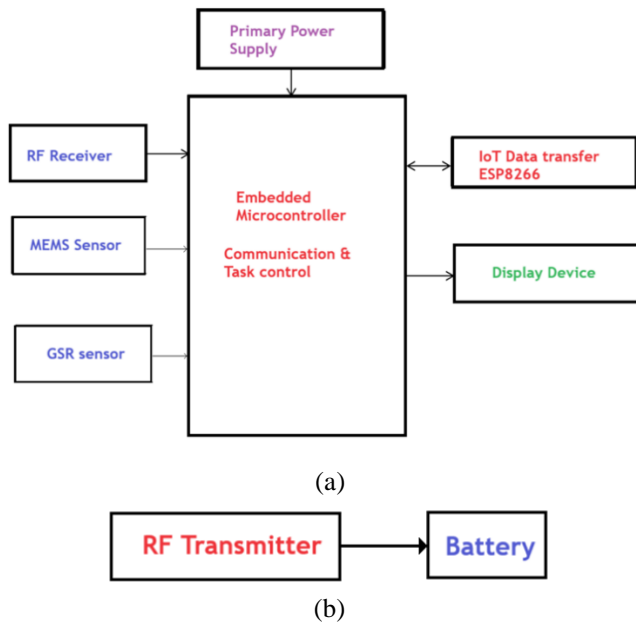 Primary Power
Supply
RF Receiver
MEMS Sensor
GSR sensor
Embedded
Microcontroller
Communication &
Task control
IoT Data transfer
ESP8266
Display Device
(a)
RF Transmitter
Battery
(b)